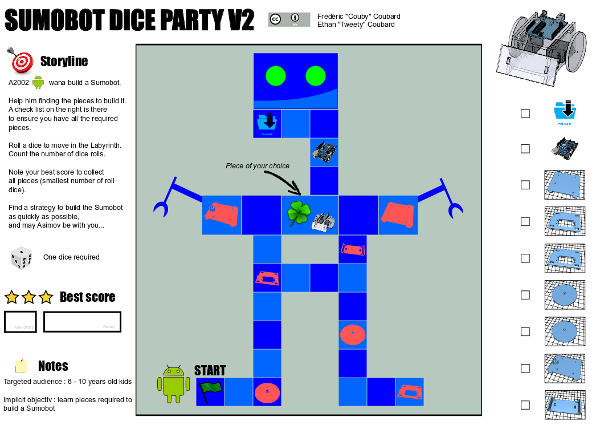 SUMOBOT DICE PARTY V2
cc
Frédéric "Couby" Coubard
Ethan "Tweety" Coubard
Storyline
A2002 wana build a Sumobot.
Help him finding the pieces to build it.
A check list on the right is there
to ensure you have all the required
pieces.
Roll a dice to move in the Labyrinth.
Count the number of dice rolls.
Note your best score to collect
all pieces (smallest number of roll
dice).
Find a strategy to build the Sumobot
as quickly as possible,
and may Asimov be with you...
One dice required
Best score
Notes
Targeted audience : 8 - 10 years old kids
Implicit objectiv : learn pieces required to
build a Sumobot
Piece of your choice
START